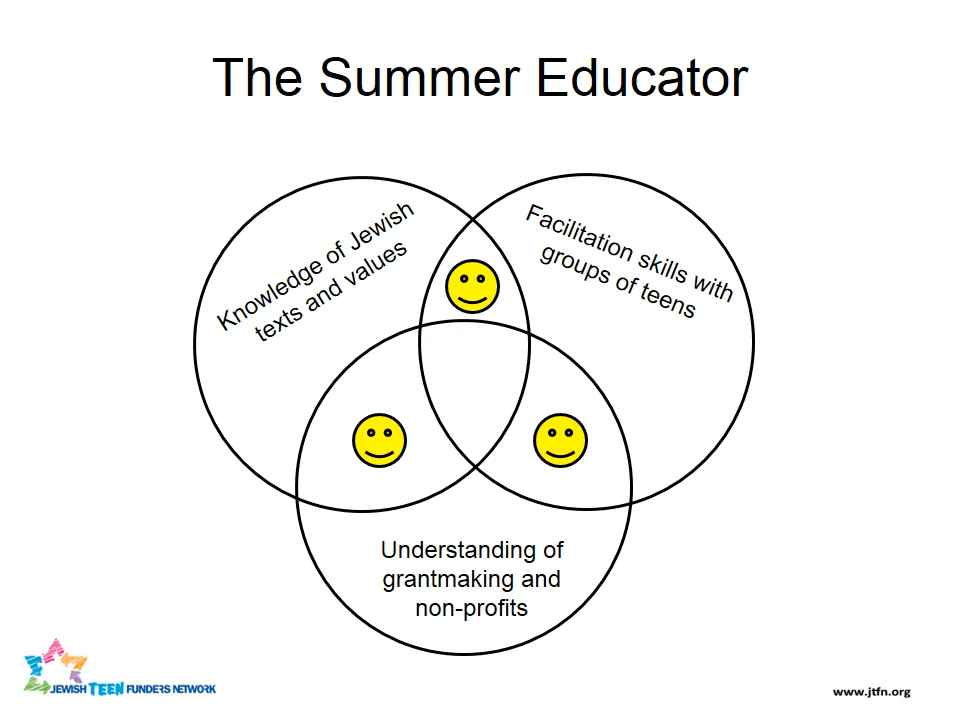 The Summer Educator
Knowledge of Jewish
texts and values
Facilitation skills with
groups of teens
Understanding of
grantmaking and
non-profits
JEWISH TEEN FUNDERS NETWORK
www.jtfn.org